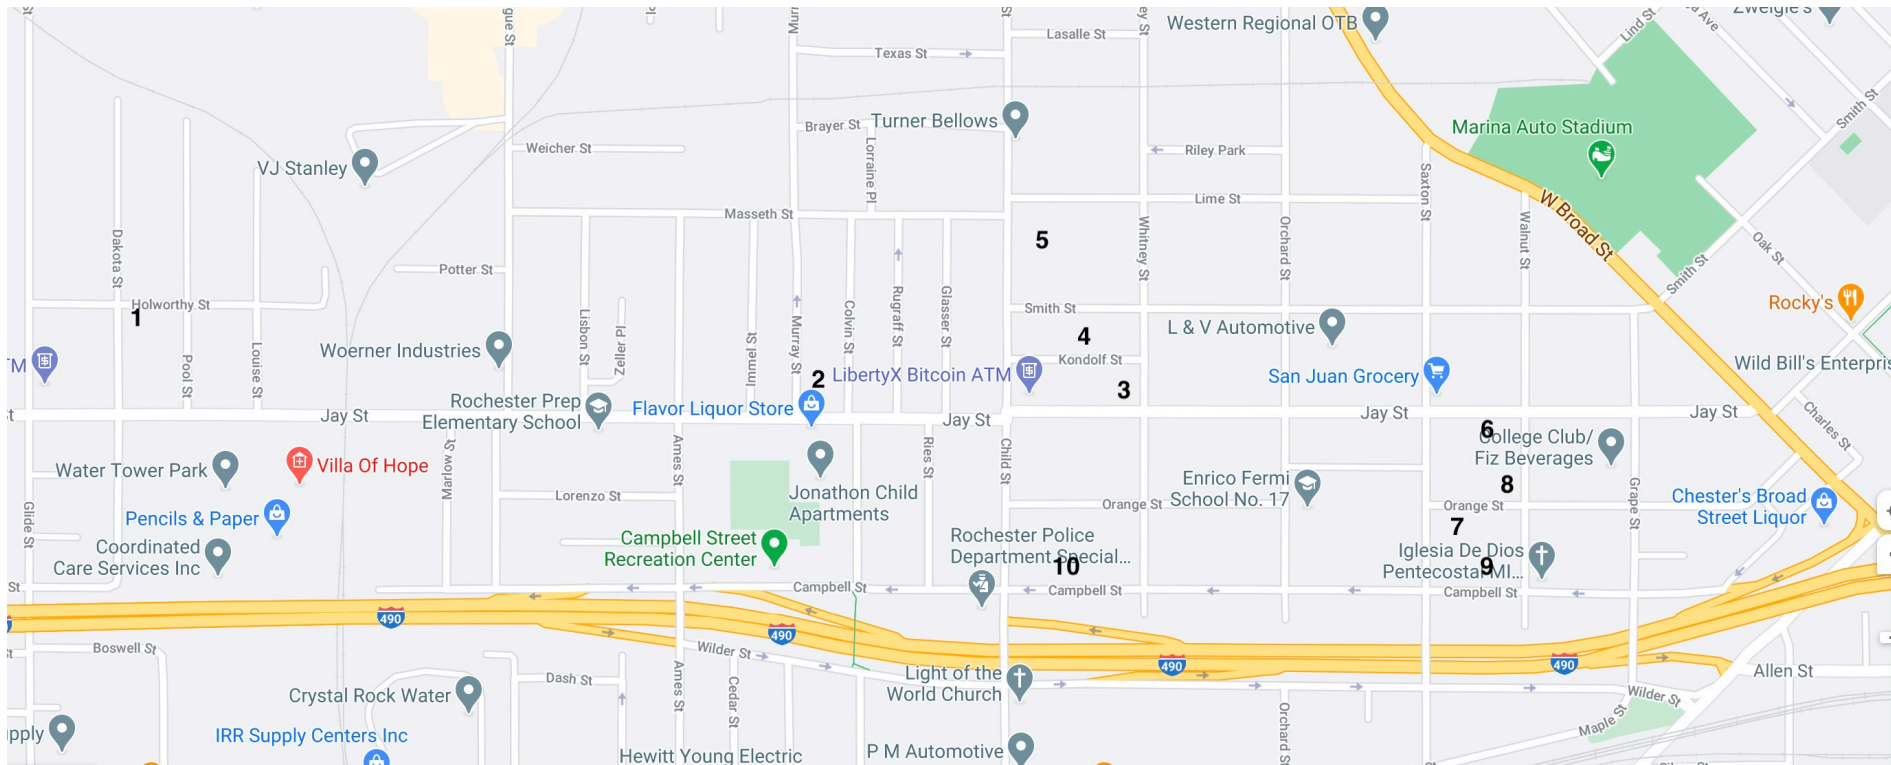 Western Regional OTB
Lind St
Zweigle's
Lasalle St
Texas St
Smith St
Turner Bellows
Brayer St
Marina Auto Stadium
Weicher St
Riley Park
VJ Stanley
Lorraine Pl
Saxton St
Lime St
Masseth St
W Broad St
Dakota St
Whitney St
Orchard St
Walnut St
5
Oak St
Potter St
Smith St
Holworthy St
1
Smith St
Rocky's
Lisbon St
Zeller Pl
Immel St
Murray St
Colvin St
Rugraff St
Glasser St
L & V Automotive
4
Woerner Industries
Kondolf St
Wild Bill's Enterpris
Pool St
Louise St
TM
2
LibertyX Bitcoin ATM
San Juan Grocery
3
Rochester Prep
Elementary School
Flavor Liquor Store
Jay St
Jay St
Jay St
Jay St
Charles St
6
College Club/
Fiz Beverages
Marlow St
Ames St
Ries St
Child St
Water Tower Park
Villa Of Hope
Enrico Fermi
School No. 17
8
Lorenzo St
Jonathon Child
Apartments
Orange St
Orange St
Grape St
Chester's Broad
Street Liquor
Glide St
Pencils & Paper
7
Campbell Street
Recreation Center
Rochester Police
Department Special...
Coordinated
Care Services Inc
Iglesia De Dios
Pentecostal MI...
10
9
St
Campbell St
Campbell St
Campbell St
490
490
490
490
Boswell St
Wilder St
Dash St
Ames St
Cedar St
Light of the
World Church
Allen St
Crystal Rock Water
Wilder St
Orchard St
Maple St
pply
IRR Supply Centers Inc
Hewitt Young Electric
P M Automotive